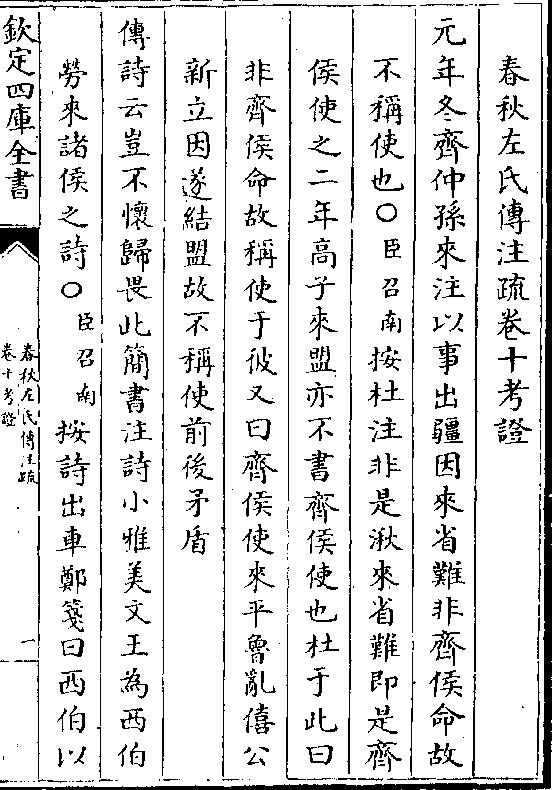 春秋左氏傳注疏卷十考證
元年冬齊仲孫來注以事出疆因來省難非齊侯命故
不稱使也○臣召南按杜注非是湫來省難即是齊
侯使之二年高子來盟亦不書齊侯使也杜于此曰
非齊侯命故稱使于彼又曰齊侯使來平魯亂僖公
新立因遂結盟故不稱使前後矛盾
傳詩云豈不懷歸畏此簡書注詩小雅美文王為西伯
勞來諸侯之詩○臣召南按詩出車鄭箋曰西伯以
欽定四庫全書
春秋左氏傳注疏
卷十考證
一